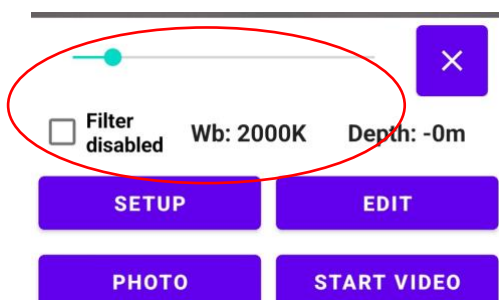 Filter
disabled
Wb: 2000K
Depth: -0m
SETUP
EDIT
PHOTO
START VIDEO